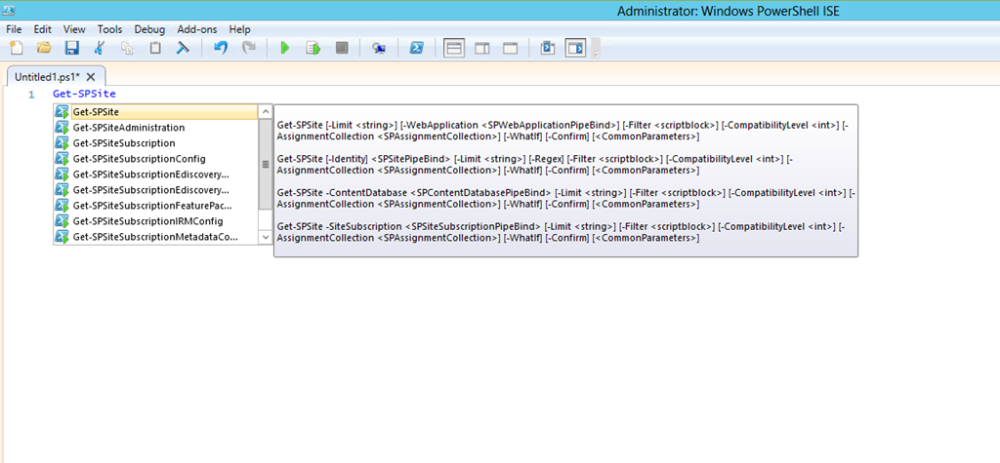 Administrator: Windows PowerShell ISE
File Edit View Tools Debug Add-ons Help
Untitled1.ps1*
1 Get-SPSite
Get-SPSite
Get-SPSiteAdministration
Get-SPSiteSubscription
Get-SPSiteSubscriptionConfig
Get-SPSiteSubscriptionEdiscovery...
Get-SPSiteSubscriptionEdiscovery...
Get-SPSiteSubscriptionFeaturePac...
Get-SPSiteSubscriptionIRMConfig
Get-SPSiteSubscriptionMetadataCo...
Get-SPSite [-Limit <string>] [-WebApplication <SPWebApplicationPipeBind>] [-Filter <scriptblock>] [-CompatibilityLevel <int>] [-
AssignmentCollection <SPAssignmentCollection>] [-WhatIf] [-Confirm] [<CommonParameters>]
Get-SPSite [-Identity] <SPSitePipeBind> [-Limit <string>] [-Regex] [-Filter <scriptblock>] [-CompatibilityLevel <int>] [-
AssignmentCollection <SPAssignmentCollection>] [-WhatIf] [-Confirm] [<CommonParameters>]
Get-SPSite -ContentDatabase <SPContentDatabasePipeBind> [-Limit <string>] [-Filter <scriptblock>] [-CompatibilityLevel <int>] [-
AssignmentCollection <SPAssignmentCollection>] [-WhatIf] [-Confirm] [<CommonParameters>]
Get-SPSite -SiteSubscription <SPSiteSubscriptionPipeBind> [-Limit <string>] [-Filter <scriptblock>] [-CompatibilityLevel <int>] [-
AssignmentCollection <SPAssignmentCollection>] [-WhatIf] [-Confirm] [<CommonParameters>]